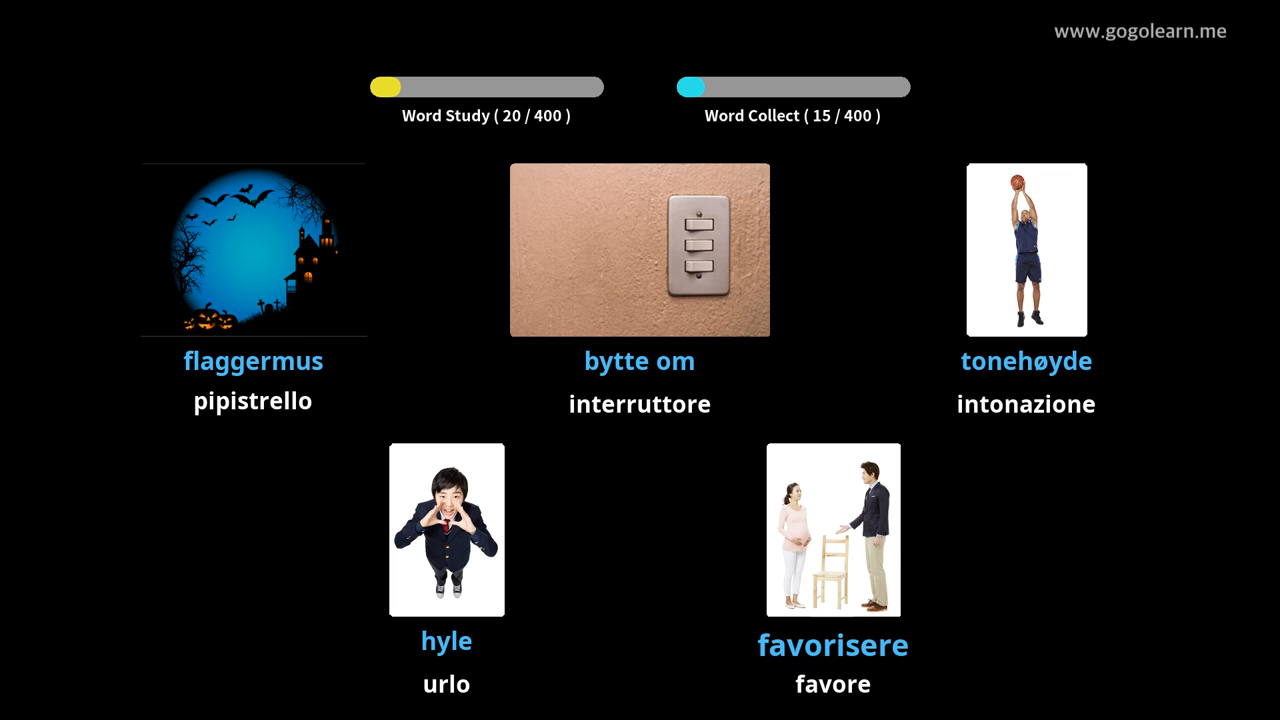 www.gogolearn.me
Word Study ( 20 / 400 )
Word Collect ( 15 / 400 )
flaggermus
bytte om
tonehøyde
pipistrello
interruttore
intonazione
hyle
favorisere
urlo
favore